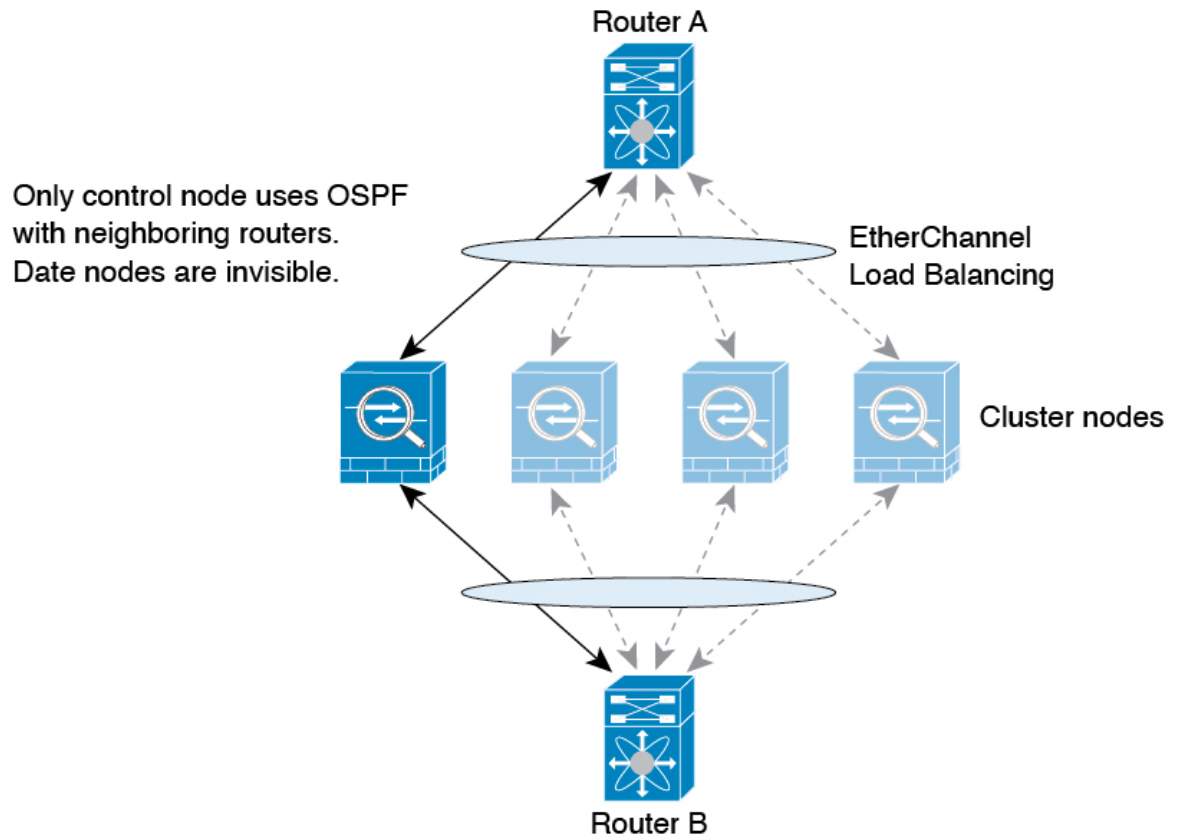 Router A
Only control node uses OSPF
with neighboring routers.
Date nodes are invisible.
EtherChannel
Load Balancing
Cluster nodes
Router B